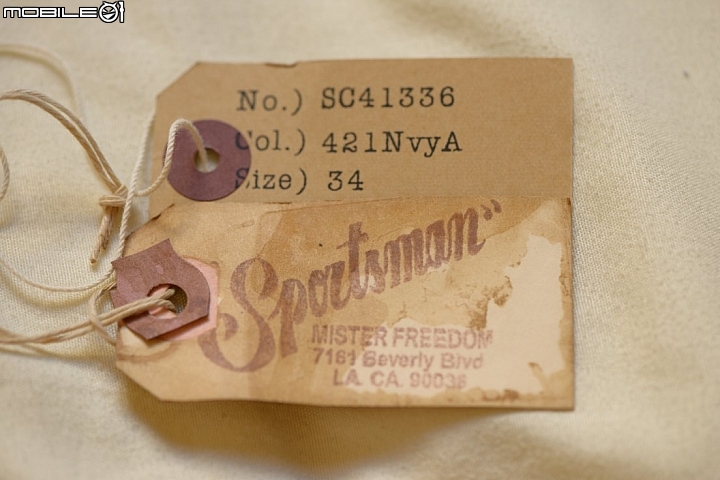 MOBILE01
No.) SC41336
Col.) 421NvyA
Size) 34
Sportsman"
MISTER FREEDOM
7161 Beverly Blvd
LA. CA. 90036